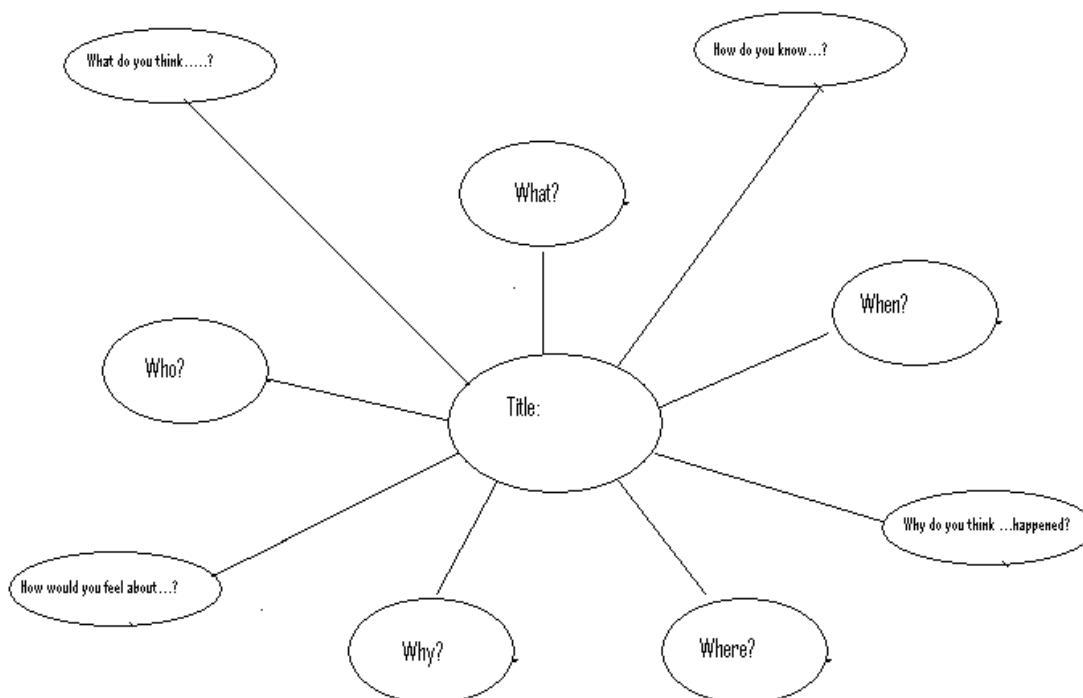 What do you think.....?
How do you know...?
What?
When?
Who?
Title:
Why do you think ...happened?
How would you feel about...?
Why?
Where?